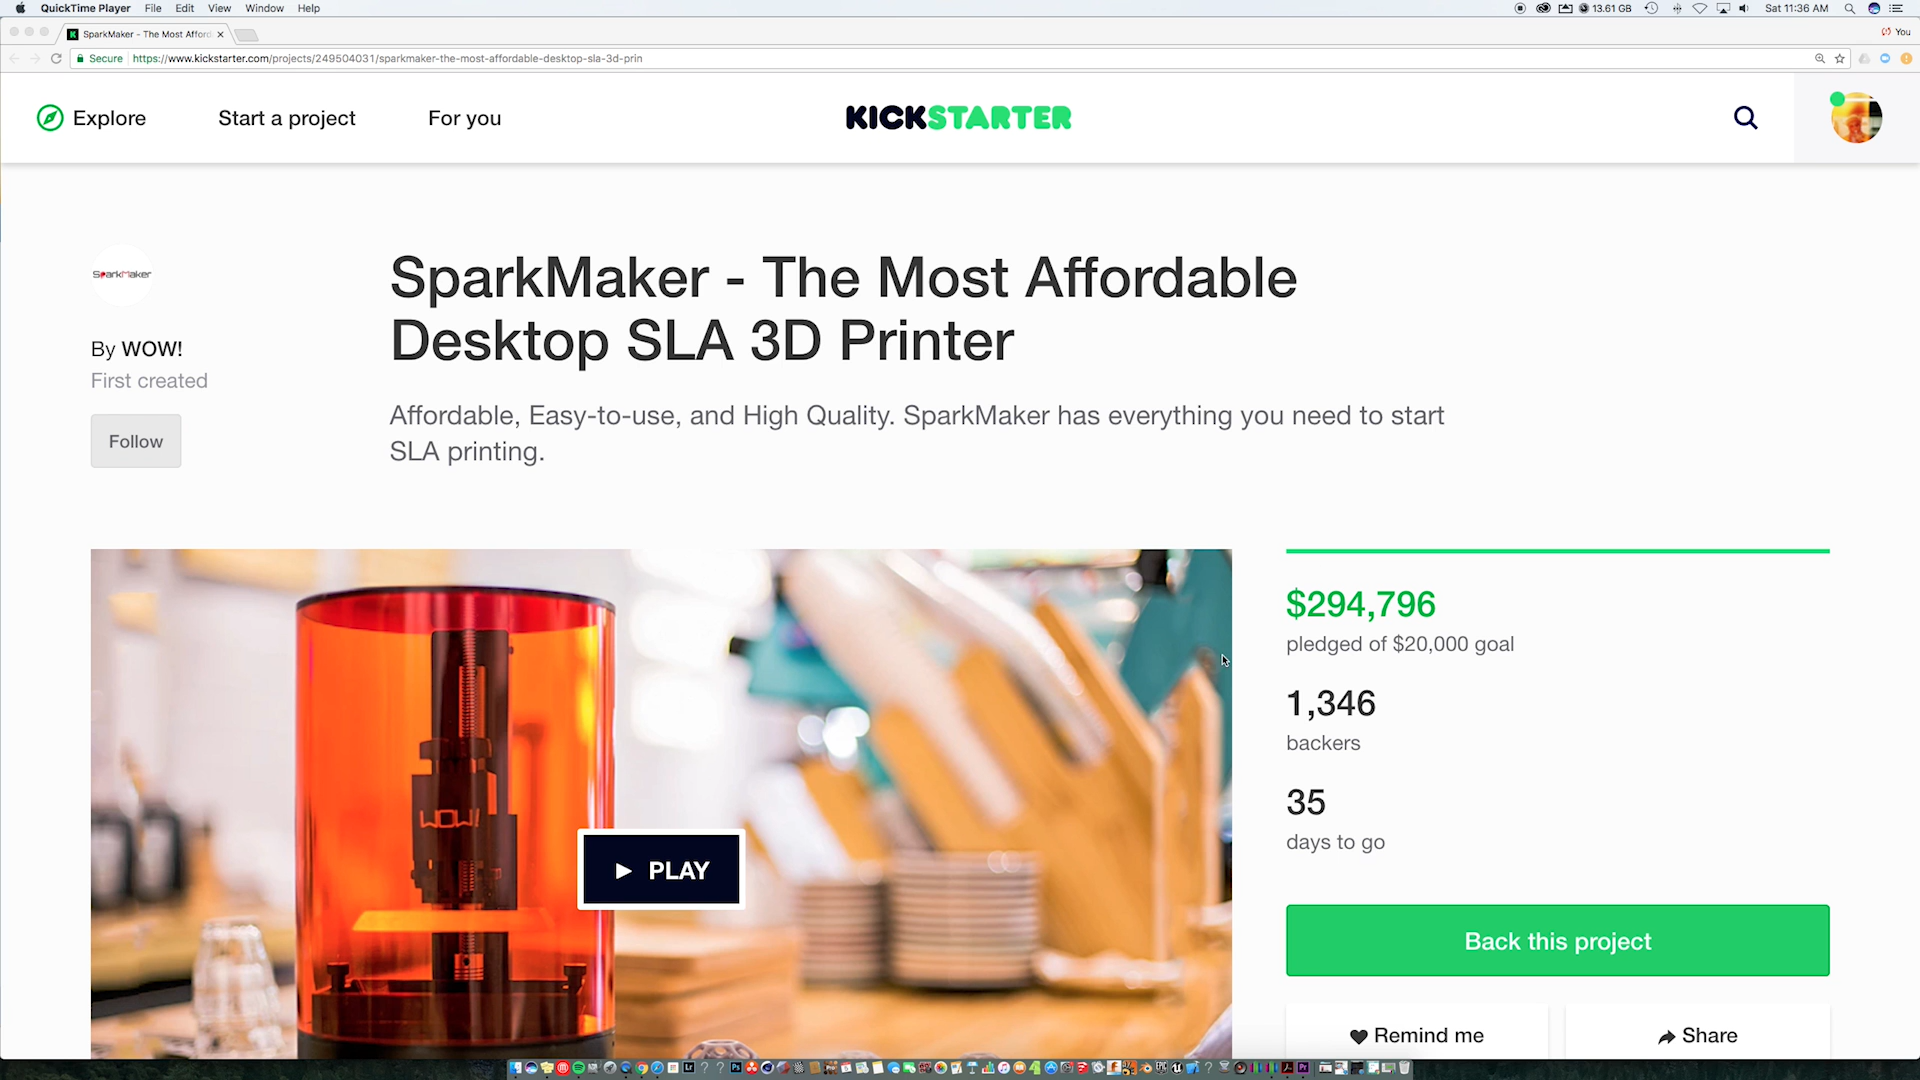 QuickTime Player File Edit View Window Help 13.61 GB Sat 11:36 AM
SparkMaker - The Most Afford You
Secure https://www.kickstarter.com/projects/249504031/sparkmaker-the-most-affordable-desktop-sla-3d-prin
Explore Start a project For you KICKSTARTER
SparkMaker
By WOW!
First created
Follow
SparkMaker - The Most Affordable
Desktop SLA 3D Printer
Affordable, Easy-to-use, and High Quality. SparkMaker has everything you need to start
SLA printing.
WOW!
PLAY
$294,796
pledged of $20,000 goal
1,346
backers
35
days to go
Back this project
Remind me Share